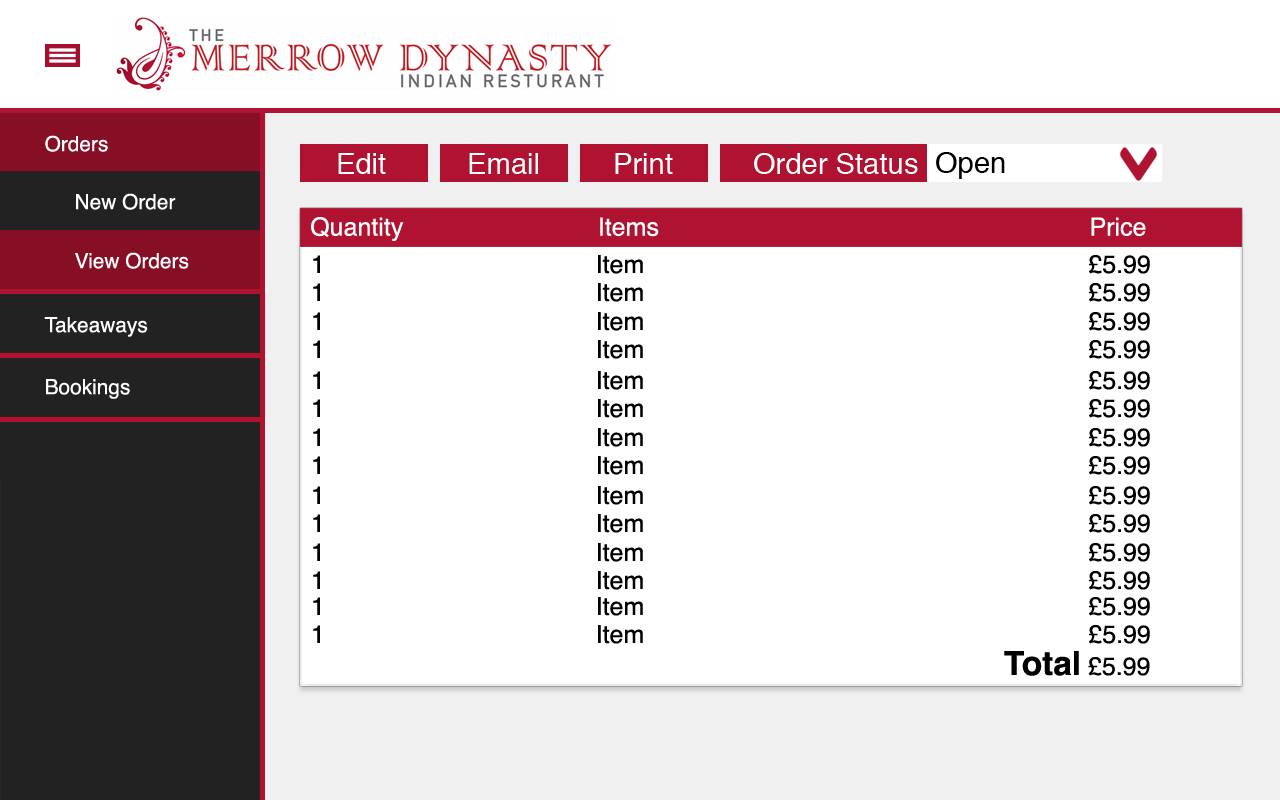 THE
MERROW DYNASTY
INDIAN RESTURANT
Orders
New Order
View Orders
Takeaways
Bookings
Edit Email Print Order Status Open
Quantity Items Price
1 Item £5.99
1 Item £5.99
1 Item £5.99
1 Item £5.99
1 Item £5.99
1 Item £5.99
1 Item £5.99
1 Item £5.99
1 Item £5.99
1 Item £5.99
1 Item £5.99
1 Item £5.99
1 Item £5.99
1 Item £5.99
Total £5.99